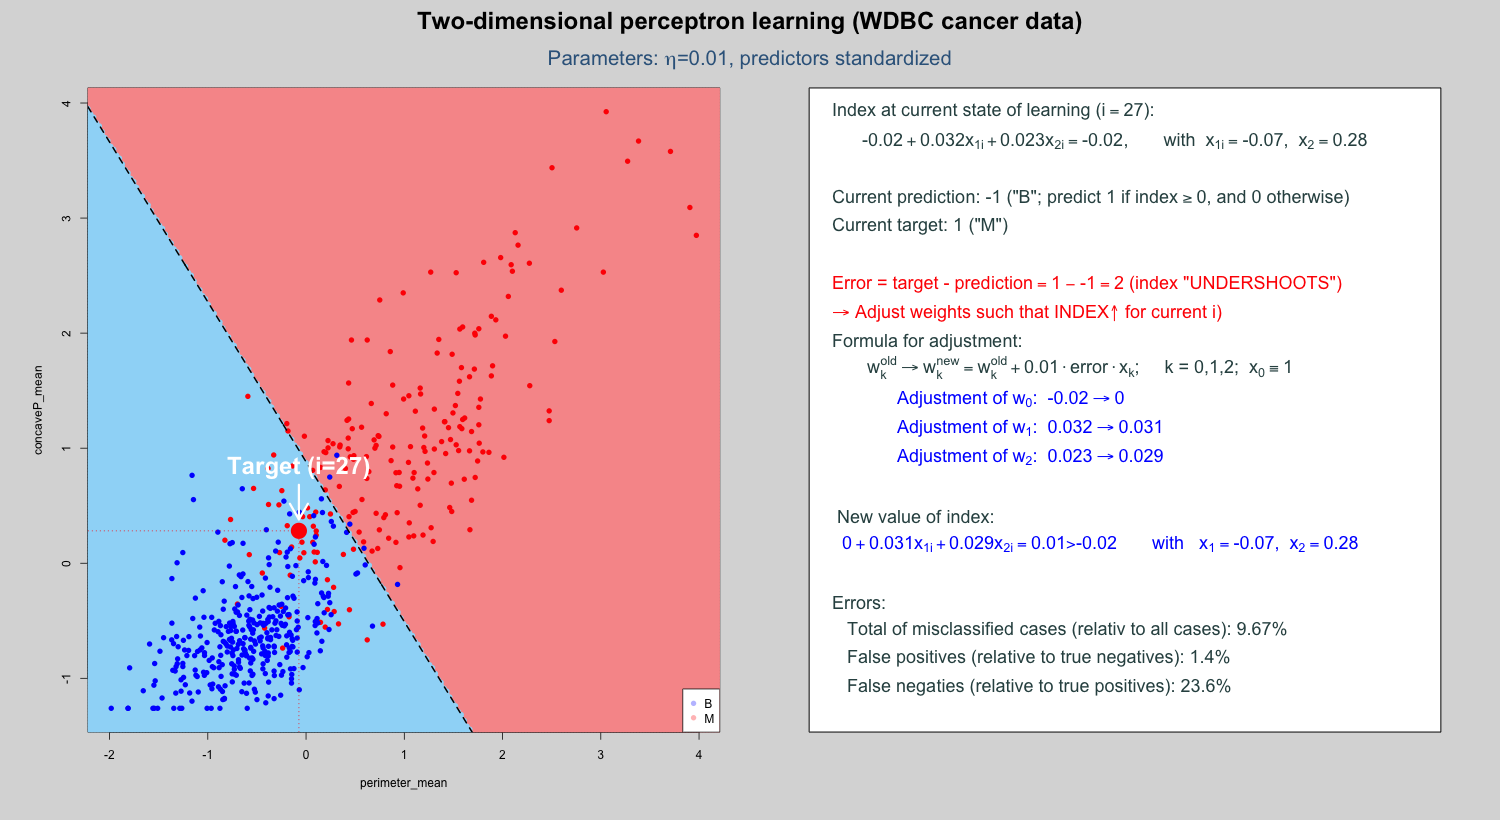 Two-dimensional perceptron learning (WDBC cancer data)
Parameters: η=0.01, predictors standardized
4
3
2
1
0
-1
concaveP_mean
Target (i=27)
B
M
-2 -1 0 1 2 3 4
perimeter_mean
Index at current state of learning (i = 27):
-0.02 + 0.032x1i + 0.023x2i = -0.02, with x1i = -0.07, x2 = 0.28
Current prediction: -1 ("B"; predict 1 if index ≥ 0, and 0 otherwise)
Current target: 1 ("M")
Error = target - prediction = 1 − -1 = 2 (index "UNDERSHOOTS")
→ Adjust weights such that INDEX↑ for current i)
Formula for adjustment:
wk^old → wk^new = wk^old + 0.01 · error · xk; k = 0,1,2; x0 ≡ 1
Adjustment of w0: -0.02 → 0
Adjustment of w1: 0.032 → 0.031
Adjustment of w2: 0.023 → 0.029
New value of index:
0 + 0.031x1i + 0.029x2i = 0.01>-0.02 with x1 = -0.07, x2 = 0.28
Errors:
Total of misclassified cases (relativ to all cases): 9.67%
False positives (relative to true negatives): 1.4%
False negaties (relative to true positives): 23.6%